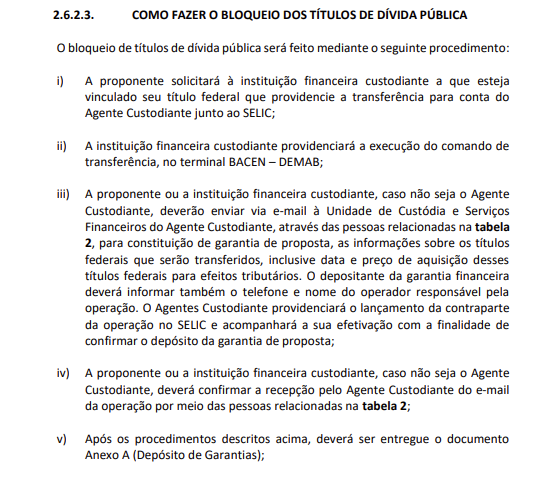 2.6.2.3. COMO FAZER O BLOQUEIO DOS TÍTULOS DE DÍVIDA PÚBLICA
O bloqueio de títulos de dívida pública será feito mediante o seguinte procedimento:
i) A proponente solicitará à instituição financeira custodiante a que esteja
vinculado seu título federal que providencie a transferência para conta do
Agente Custodiante junto ao SELIC;
ii) A instituição financeira custodiante providenciará a execução do comando de
transferência, no terminal BACEN – DEMAB;
iii) A proponente ou a instituição financeira custodiante, caso não seja o Agente
Custodiante, deverão enviar via e-mail à Unidade de Custódia e Serviços
Financeiros do Agente Custodiante, através das pessoas relacionadas na tabela
2, para constituição de garantia de proposta, as informações sobre os títulos
federais que serão transferidos, inclusive data e preço de aquisição desses
títulos federais para efeitos tributários. O depositante da garantia financeira
deverá informar também o telefone e nome do operador responsável pela
operação. O Agentes Custodiante providenciará o lançamento da contraparte
da operação no SELIC e acompanhará a sua efetivação com a finalidade de
confirmar o depósito da garantia de proposta;
iv) A proponente ou a instituição financeira custodiante, caso não seja o Agente
Custodiante, deverá confirmar a recepção pelo Agente Custodiante do e-mail
da operação por meio das pessoas relacionadas na tabela 2;
v) Após os procedimentos descritos acima, deverá ser entregue o documento
Anexo A (Depósito de Garantias);